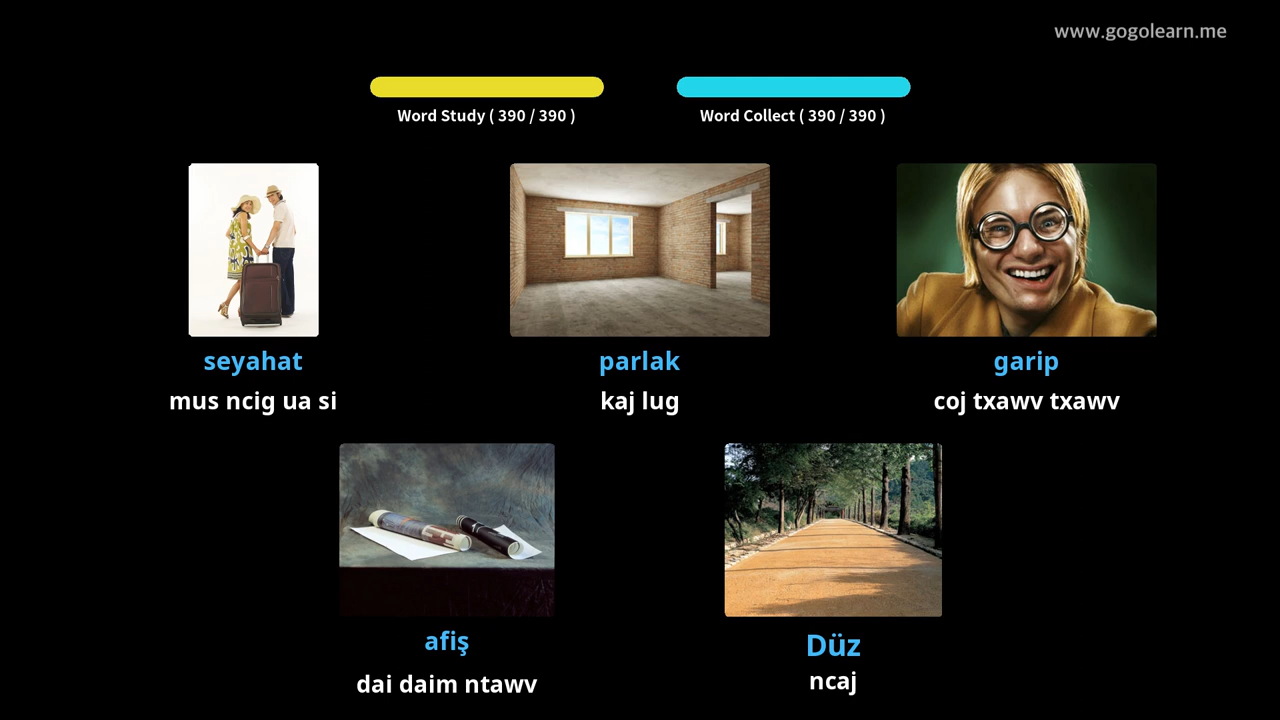 www.gogolearn.me
Word Study ( 390 / 390 )
Word Collect ( 390 / 390 )
seyahat
mus ncig ua si
parlak
kaj lug
garip
coj txawv txawv
afiş
dai daim ntawv
Düz
ncaj